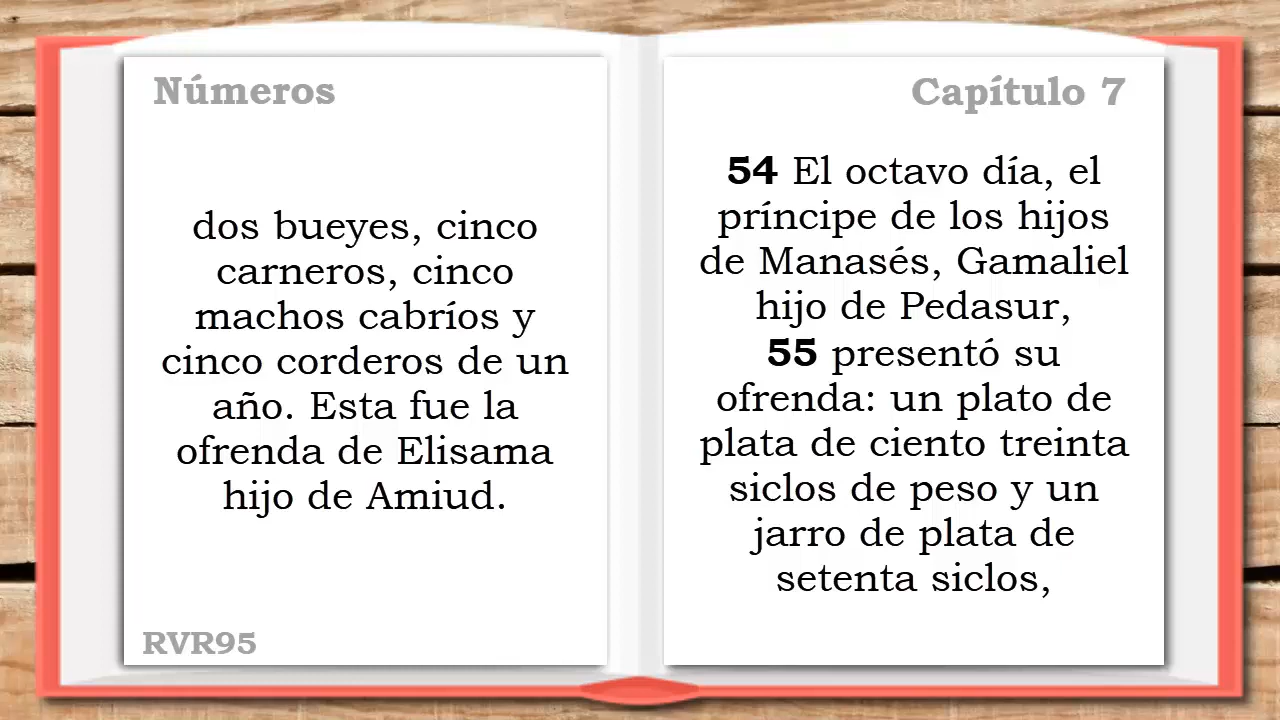 Números
dos bueyes, cinco
carneros, cinco
machos cabríos y
cinco corderos de un
año. Esta fue la
ofrenda de Elisama
hijo de Amiud.
RVR95
Capítulo 7
54 El octavo día, el
príncipe de los hijos
de Manasés, Gamaliel
hijo de Pedasur,
55 presentó su
ofrenda: un plato de
plata de ciento treinta
siclos de peso y un
jarro de plata de
setenta siclos,